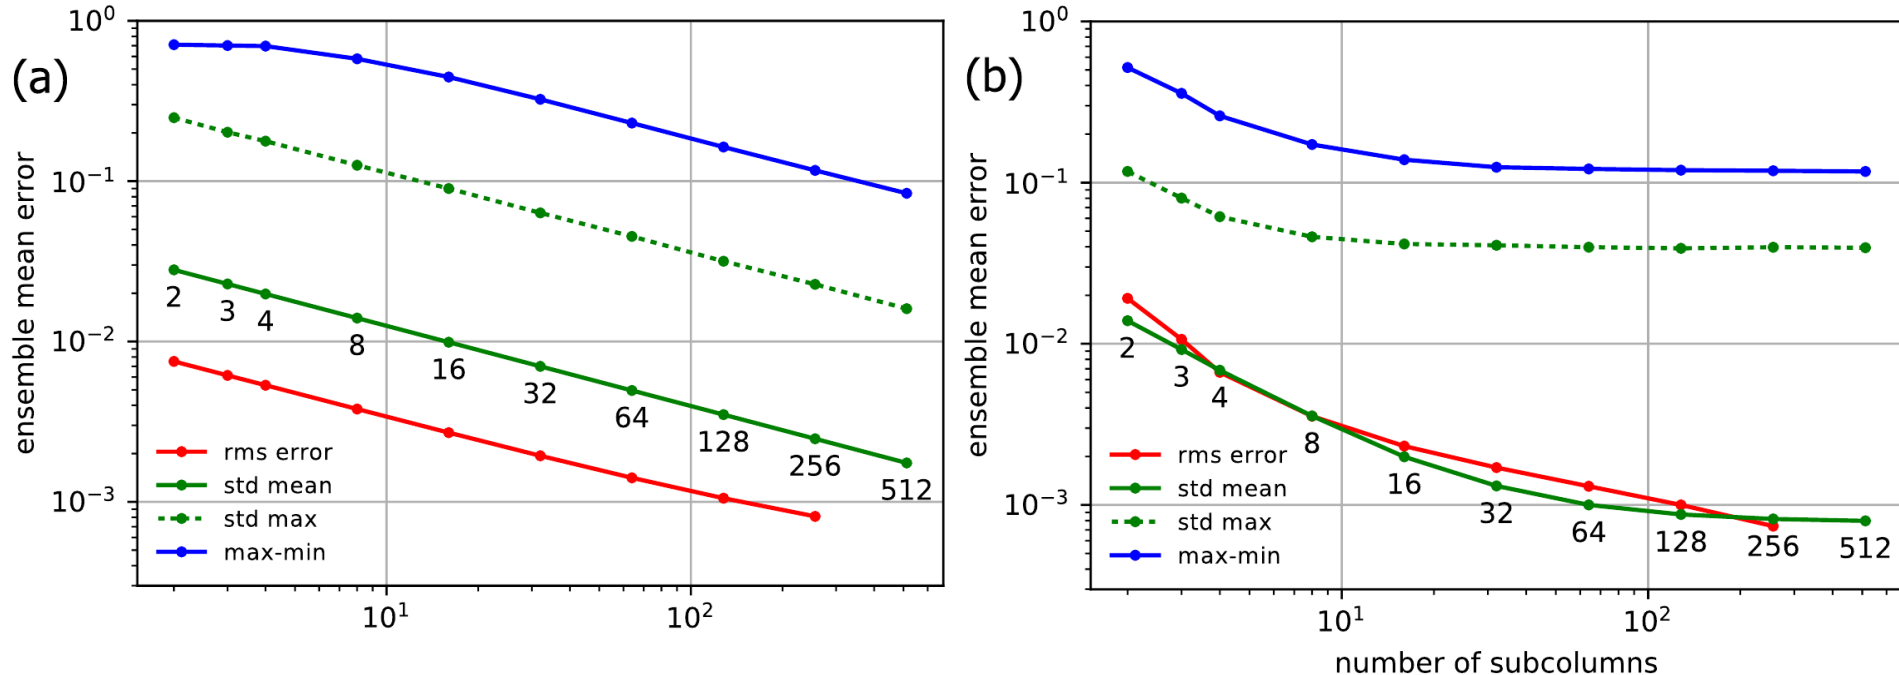 (a)
ensemble mean error
10⁰
10⁻¹
10⁻²
10⁻³
2
3
4
8
16
32
64
128
256
512
rms error
std mean
std max
max-min
10¹
10²
(b)
ensemble mean error
10⁰
10⁻¹
10⁻²
10⁻³
2
3
4
8
16
32
64
128
256
512
rms error
std mean
std max
max-min
10¹
10²
number of subcolumns